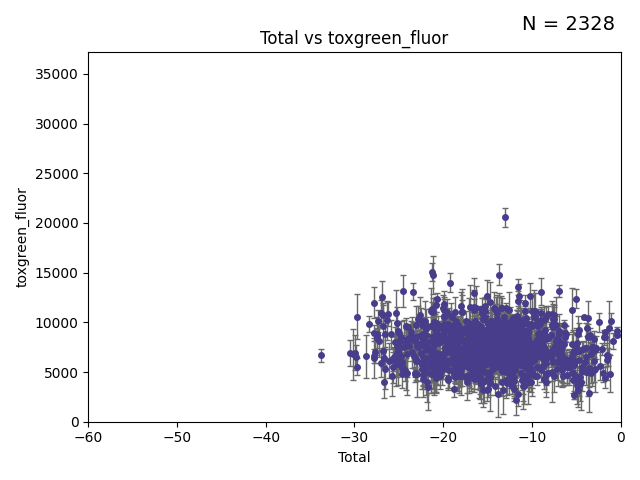 N = 2328
Total vs toxgreen_fluor
35000
30000
25000
20000
15000
10000
5000
0
toxgreen_fluor
−60 −50 −40 −30 −20 −10 0
Total